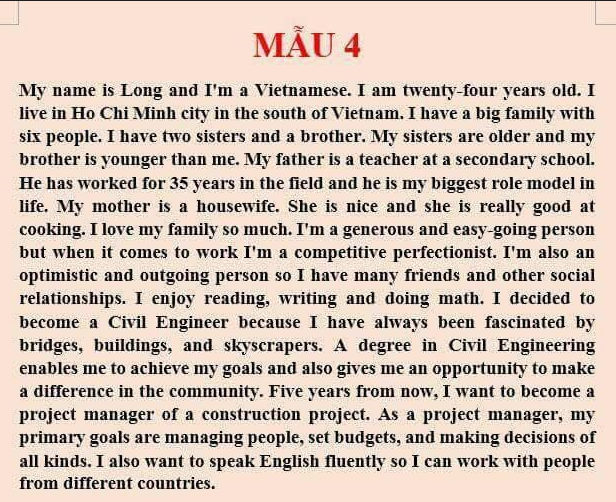 MẪU 4
My name is Long and I'm a Vietnamese. I am twenty-four years old. I
live in Ho Chi Minh city in the south of Vietnam. I have a big family with
six people. I have two sisters and a brother. My sisters are older and my
brother is younger than me. My father is a teacher at a secondary school.
He has worked for 35 years in the field and he is my biggest role model in
life. My mother is a housewife. She is nice and she is really good at
cooking. I love my family so much. I'm a generous and easy-going person
but when it comes to work I'm a competitive perfectionist. I'm also an
optimistic and outgoing person so I have many friends and other social
relationships. I enjoy reading, writing and doing math. I decided to
become a Civil Engineer because I have always been fascinated by
bridges, buildings, and skyscrapers. A degree in Civil Engineering
enables me to achieve my goals and also gives me an opportunity to make
a difference in the community. Five years from now, I want to become a
project manager of a construction project. As a project manager, my
primary goals are managing people, set budgets, and making decisions of
all kinds. I also want to speak English fluently so I can work with people
from different countries.